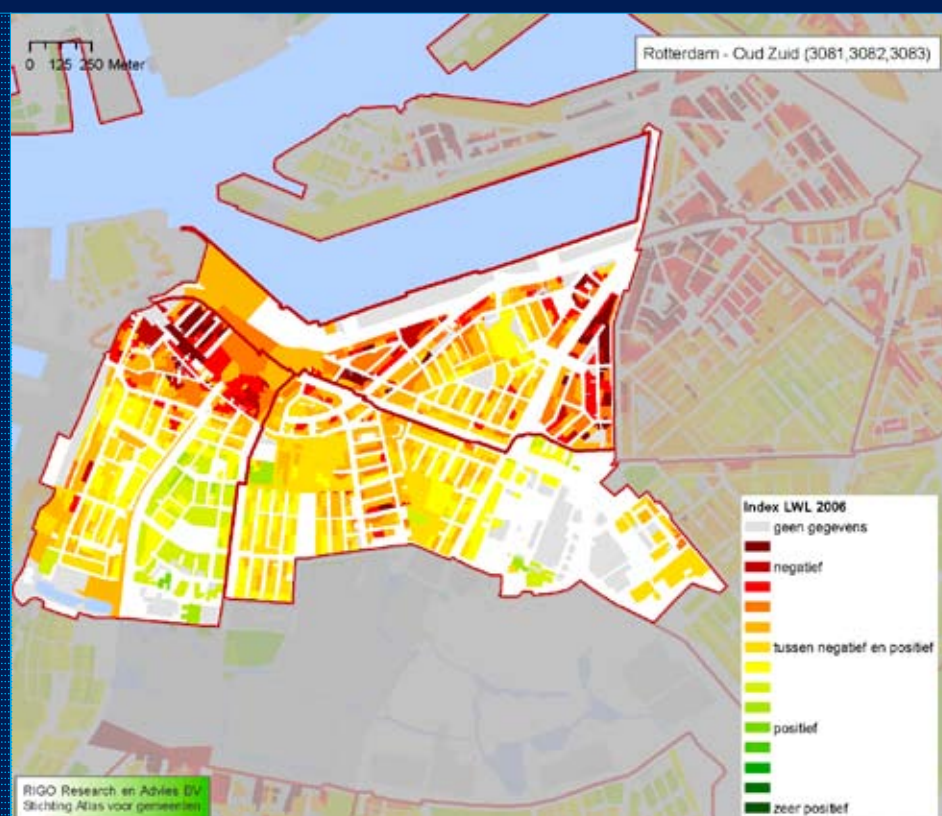 0 125 250 Meter
Rotterdam - Oud Zuid (3081,3082,3083)
Index LWL 2006
geen gegevens
negatief
tussen negatief en positief
positief
zeer positief
RIGO Research en Advies BV
Stichting Atlas voor gemeenten